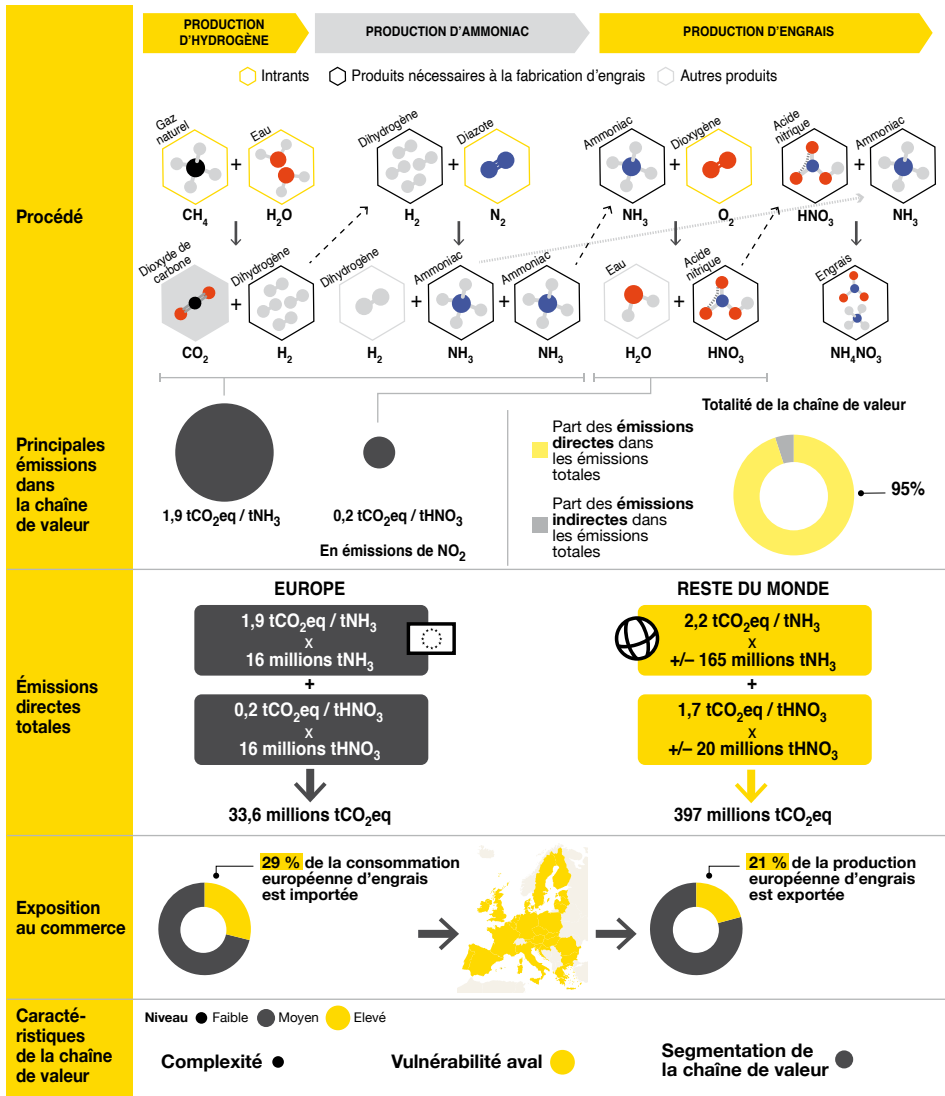 PRODUCTION
D'HYDROGÈNE
PRODUCTION D'AMMONIAC
PRODUCTION D'ENGRAIS
Intrants
Produits nécessaires à la fabrication d'engrais
Autres produits
Procédé
Gaz
naturel
+
Eau
Dihydrogène
+
Diazote
Ammoniac
+
Dioxygène
Acide
nitrique
+
Ammoniac
CH₄
H₂O
H₂
N₂
NH₃
O₂
HNO₃
NH₃
Dioxyde de
carbone
+
Dihydrogène
Dihydrogène
+
Ammoniac
Ammoniac
Eau
+
Acide
nitrique
Engrais
CO₂
H₂
H₂
NH₃
NH₃
H₂O
HNO₃
NH₄NO₃
Principales
émissions
dans
la chaîne
de valeur
1,9 tCO₂eq / tNH₃
0,2 tCO₂eq / tHNO₃
En émissions de NO₂
Part des émissions
directes dans
les émissions
totales
Part des émissions
indirectes dans
les émissions
totales
Totalité de la chaîne de valeur
95%
Émissions
directes
totales
EUROPE
1,9 tCO₂eq / tNH₃
x
16 millions tNH₃
+
0,2 tCO₂eq / tHNO₃
x
16 millions tHNO₃
33,6 millions tCO₂eq
RESTE DU MONDE
2,2 tCO₂eq / tNH₃
x
+/– 165 millions tNH₃
+
1,7 tCO₂eq / tHNO₃
x
+/– 20 millions tHNO₃
397 millions tCO₂eq
Exposition
au commerce
29 % de la consommation
européenne d'engrais
est importée
21 % de la production
européenne d'engrais
est exportée
Caracté-
ristiques
de la chaîne
de valeur
Niveau Faible Moyen Elevé
Complexité
Vulnérabilité aval
Segmentation de
la chaîne de valeur